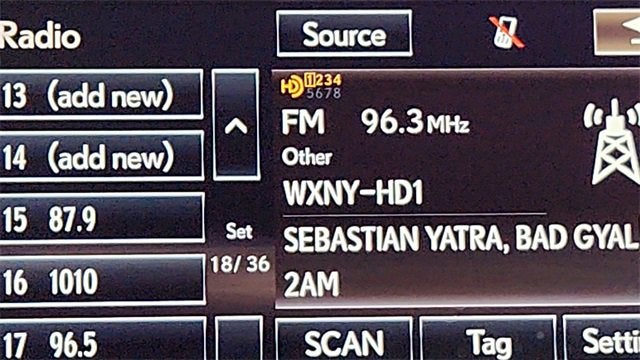 Radio
Source
13 (add new)
14 (add new)
15 87.9
16 1010
17 96.5
Set
18/36
HD 1234
5678
FM 96.3 MHz
Other
WXNY-HD1
SEBASTIAN YATRA, BAD GYAL
2AM
SCAN
Tag
Setti